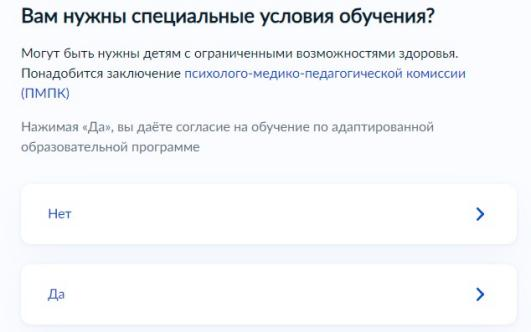 Вам нужны специальные условия обучения?
Могут быть нужны детям с ограниченными возможностями здоровья.
Понадобится заключение психолого-медико-педагогической комиссии
(ПМПК)
Нажимая «Да», вы даёте согласие на обучение по адаптированной
образовательной программе
Нет
Да